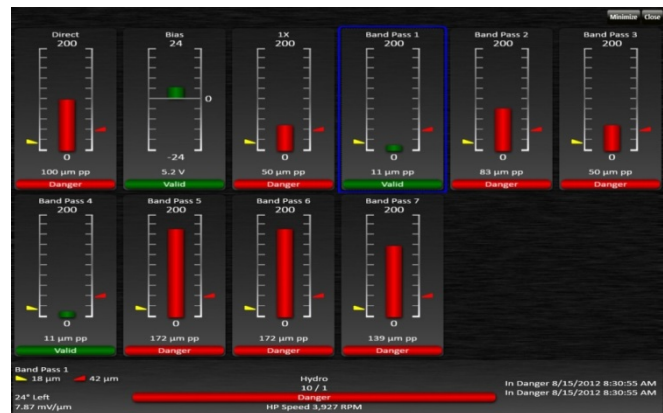 Minimize Close
Direct
200
0
100 µm pp
Danger
Bias
24
0
-24
5.2 V
Valid
1X
200
0
50 µm pp
Danger
Band Pass 1
200
0
11 µm pp
Valid
Band Pass 2
200
0
83 µm pp
Danger
Band Pass 3
200
0
50 µm pp
Danger
Band Pass 4
200
0
11 µm pp
Valid
Band Pass 5
200
0
172 µm pp
Danger
Band Pass 6
200
0
172 µm pp
Danger
Band Pass 7
200
0
139 µm pp
Danger
Band Pass 1
18 µm 42 µm
24° Left
7.87 mV/µm
Hydro
10 / 1
Danger
HP Speed 3,927 RPM
In Danger 8/15/2012 8:30:55 AM
In Danger 8/15/2012 8:30:55 AM